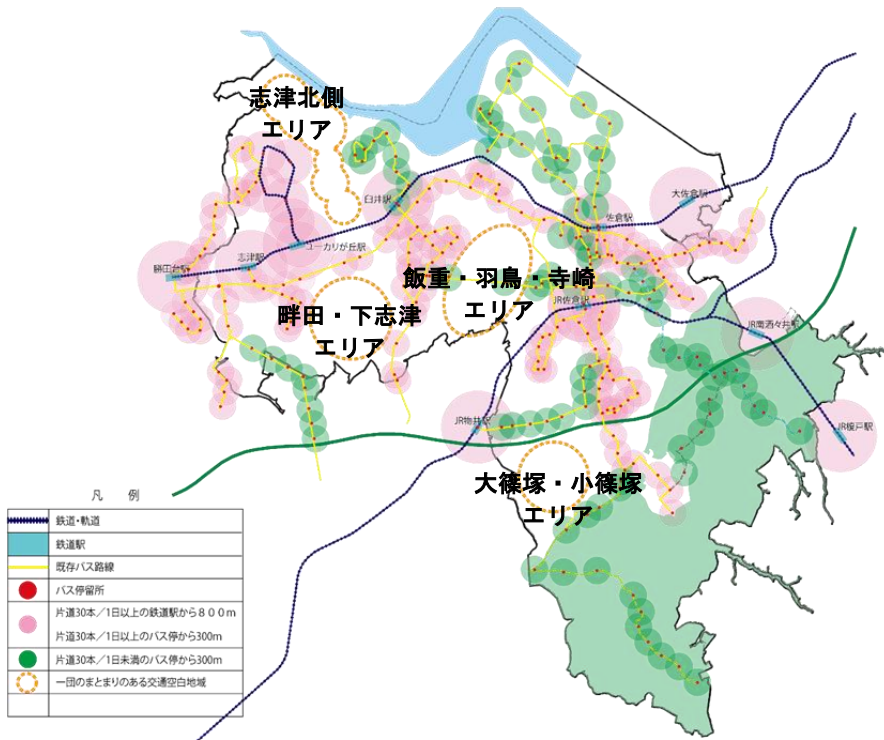 志津北側
エリア
大佐倉駅
臼井駅
佐倉駅
ユーカリが丘駅
志津駅
勝田台駅
飯重・羽鳥・寺崎
エリア
JR佐倉駅
畔田・下志津
エリア
JR南酒々井駅
JR物井駅
JR榎戸駅
大篠塚・小篠塚
エリア
凡 例
鉄道・軌道
鉄道駅
既存バス路線
バス停留所
片道30本／1日以上の鉄道駅から８００ｍ
片道30本／1日以上のバス停から300m
片道30本／1日未満のバス停から300m
一団のまとまりのある交通空白地域